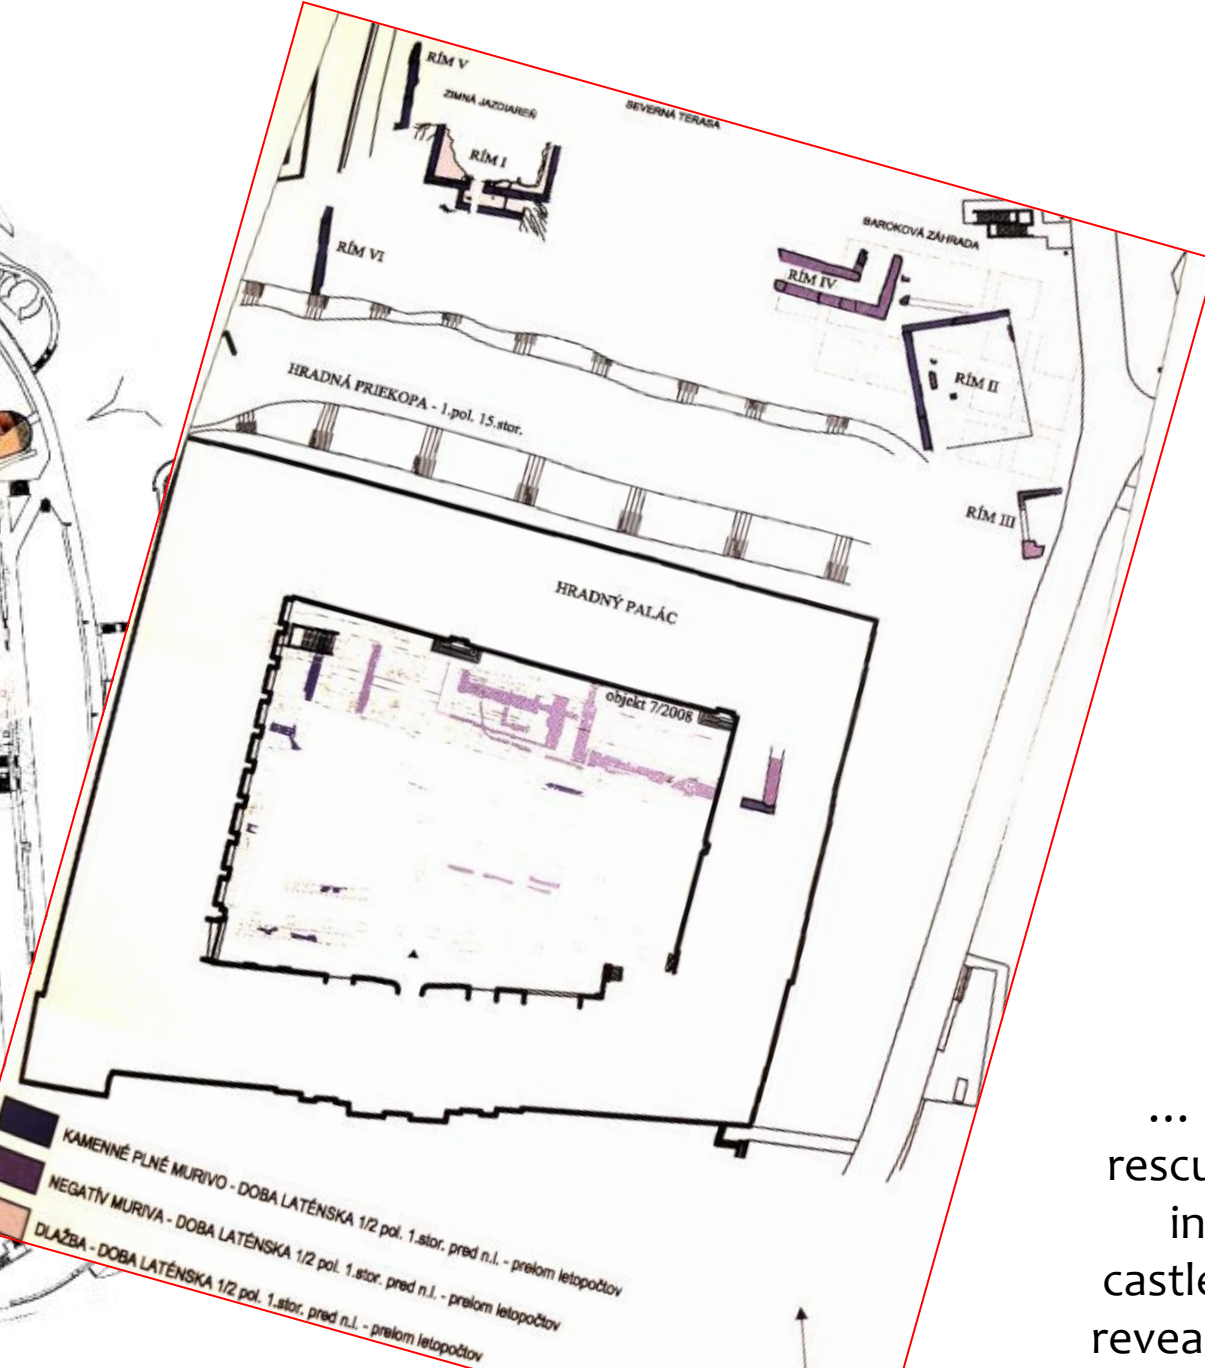 RÍM V
ZIMNÁ JAZDIAREŇ
SEVERNÁ TERASA
RÍM I
BAROKOVÁ ZÁHRADA
RÍM VI
RÍM IV
RÍM II
HRADNÁ PRIEKOPA - 1.pol. 15.stor.
RÍM III
HRADNÝ PALÁC
objekt 7/2008
KAMENNÉ PLNÉ MURIVO - DOBA LATÉNSKA 1/2 pol. 1.stor. pred n.l. - prelom letopočtov
NEGATÍV MURIVA - DOBA LATÉNSKA 1/2 pol. 1.stor. pred n.l. - prelom letopočtov
DLAŽBA - DOBA LATÉNSKA 1/2 pol. 1.stor. pred n.l. - prelom letopočtov
...
rescu
in
castle
revea